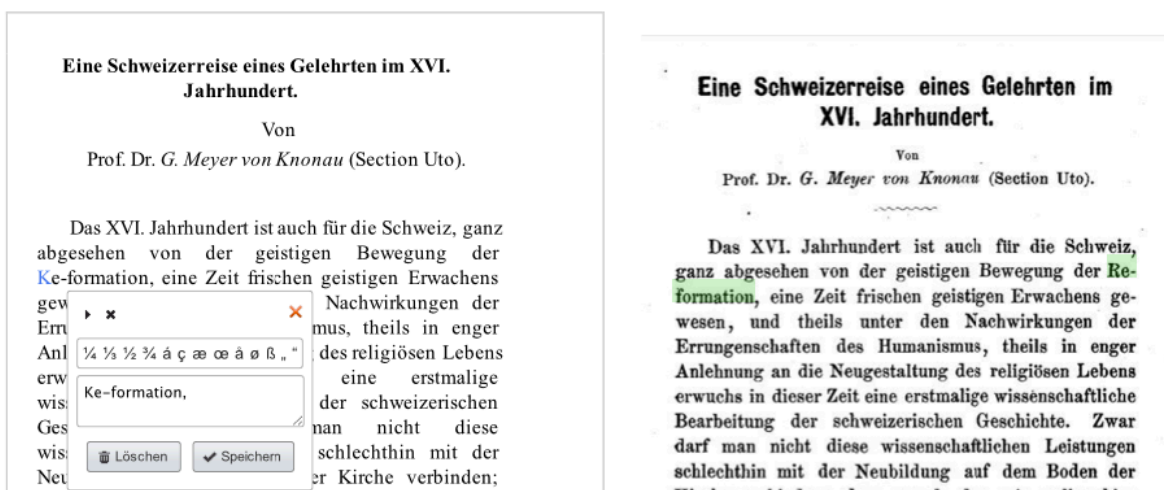 Eine Schweizerreise eines Gelehrten im XVI.
Jahrhundert.
Von
Prof. Dr. G. Meyer von Knonau (Section Uto).
Das XVI. Jahrhundert ist auch für die Schweiz, ganz
abgesehen von der geistigen Bewegung der
Ke-formation, eine Zeit frischen geistigen Erwachens
gew Nachwirkungen der
Erru mus, theils in enger
Anl des religiösen Lebens
erw eine erstmalige
wis der schweizerischen
Ges man nicht diese
wis schlechthin mit der
Neu er Kirche verbinden;
¼ ⅓ ½ ¾ á ç æ œ å ø ß „ “
Ke-formation,
Löschen Speichern
Eine Schweizerreise eines Gelehrten im
XVI. Jahrhundert.
Von
Prof. Dr. G. Meyer von Knonau (Section Uto).
Das XVI. Jahrhundert ist auch für die Schweiz,
ganz abgesehen von der geistigen Bewegung der Re-
formation, eine Zeit frischen geistigen Erwachens ge-
wesen, und theils unter den Nachwirkungen der
Errungenschaften des Humanismus, theils in enger
Anlehnung an die Neugestaltung des religiösen Lebens
erwuchs in dieser Zeit eine erstmalige wissenschaftliche
Bearbeitung der schweizerischen Geschichte. Zwar
darf man nicht diese wissenschaftlichen Leistungen
schlechthin mit der Neubildung auf dem Boden der